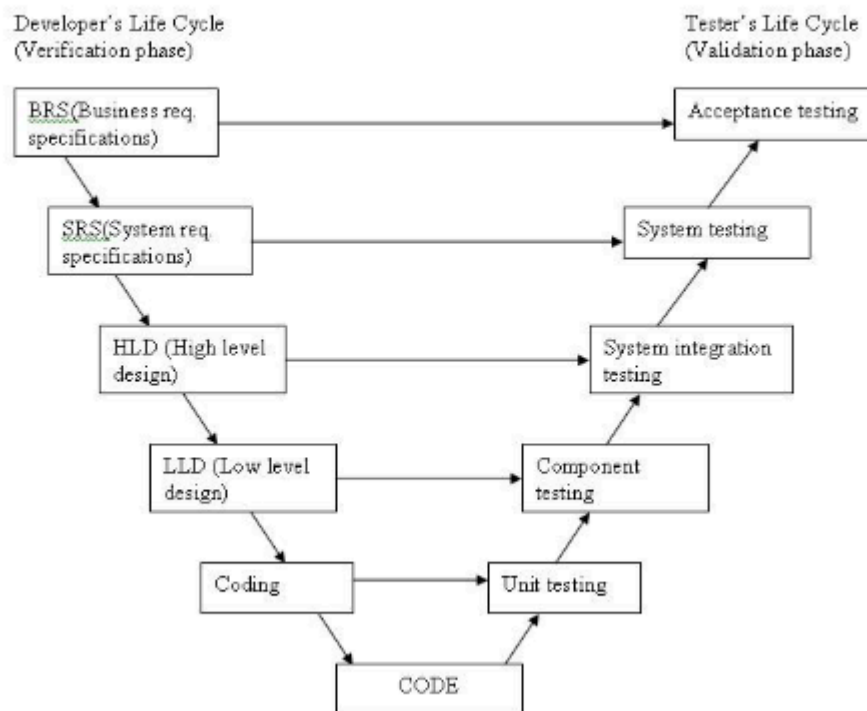 Developer's Life Cycle
(Verification phase)
Tester's Life Cycle
(Validation phase)
BRS(Business req.
specifications)
Acceptance testing
SRS(System req.
specifications)
System testing
HLD (High level
design)
System integration
testing
LLD (Low level
design)
Component
testing
Coding
Unit testing
CODE